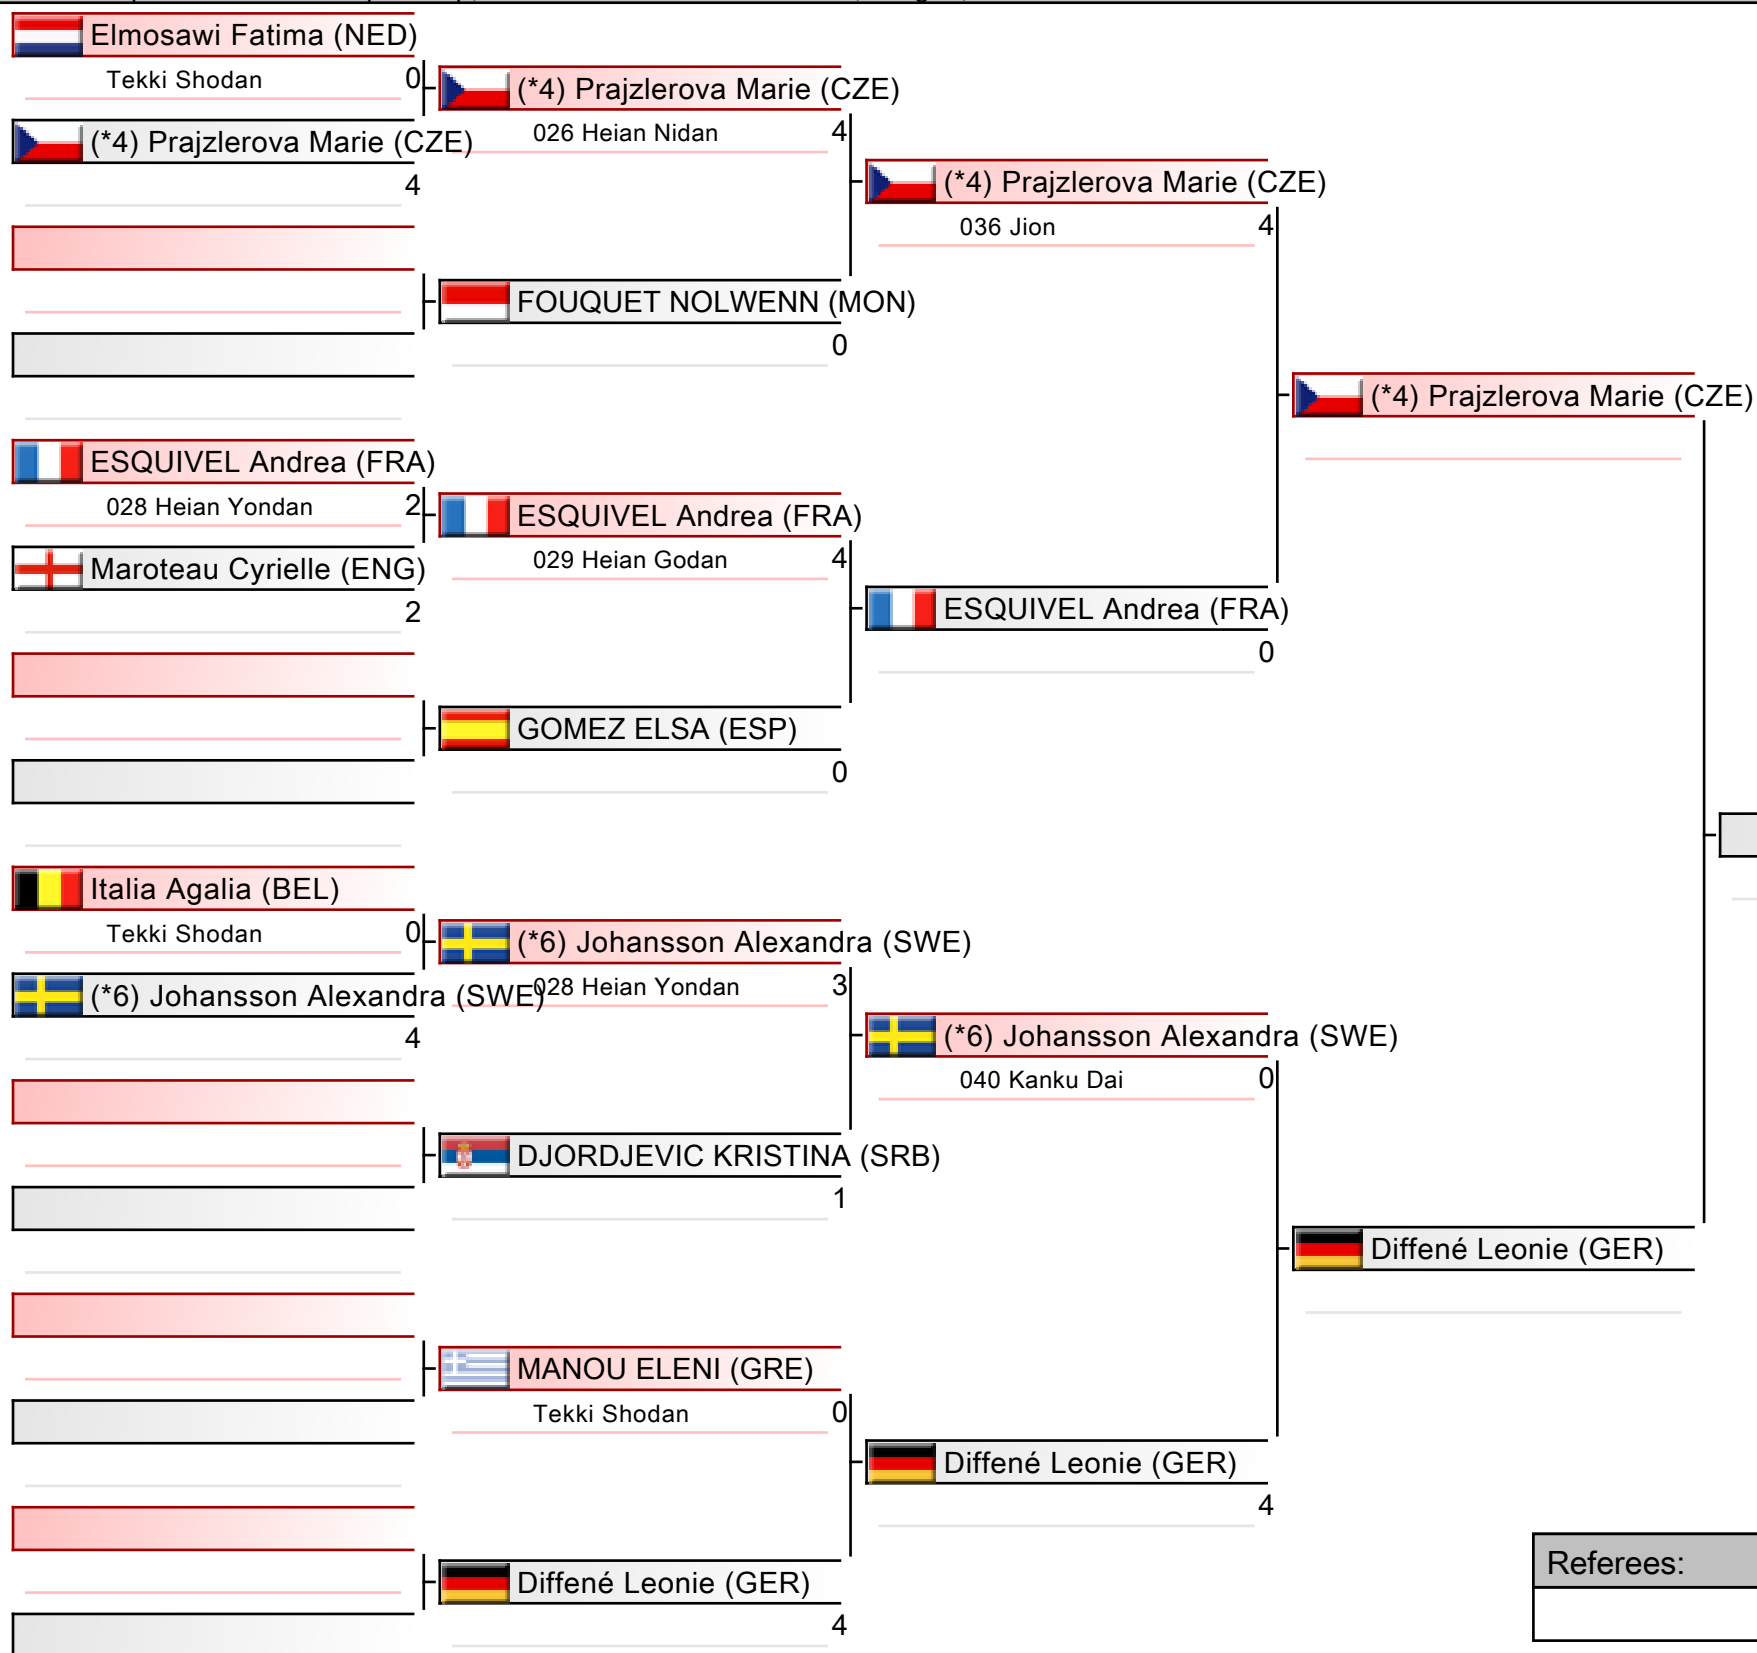 Elmosawi Fatima (NED)
Tekki Shodan 0
(*4) Prajzlerova Marie (CZE)
4
ESQUIVEL Andrea (FRA)
028 Heian Yondan 2
Maroteau Cyrielle (ENG)
2
Italia Agalia (BEL)
Tekki Shodan 0
(*6) Johansson Alexandra (SWE)
4
(*4) Prajzlerova Marie (CZE)
026 Heian Nidan 4
FOUQUET NOLWENN (MON)
0
ESQUIVEL Andrea (FRA)
029 Heian Godan 4
GOMEZ ELSA (ESP)
0
(*6) Johansson Alexandra (SWE)
028 Heian Yondan 3
DJORDJEVIC KRISTINA (SRB)
1
MANOU ELENI (GRE)
Tekki Shodan 0
Diffené Leonie (GER)
4
(*4) Prajzlerova Marie (CZE)
036 Jion 4
ESQUIVEL Andrea (FRA)
0
(*6) Johansson Alexandra (SWE)
040 Kanku Dai 0
Diffené Leonie (GER)
4
(*4) Prajzlerova Marie (CZE)
Diffené Leonie (GER)
Referees: